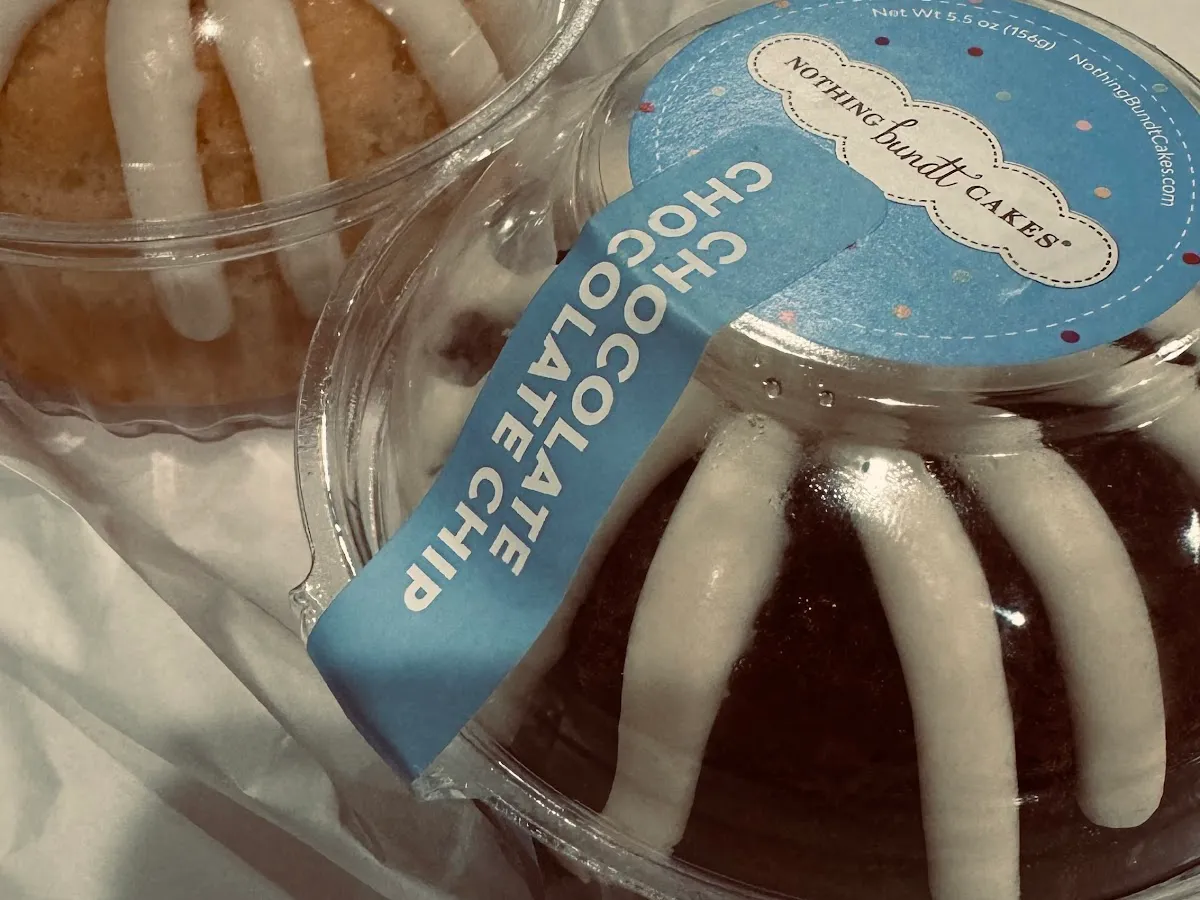 Net Wt 5.5 oz (156g)
NothingBundtCakes.com
NOTHING bundt CAKES®
CHOCOLATE
CHOCOLATE CHIP